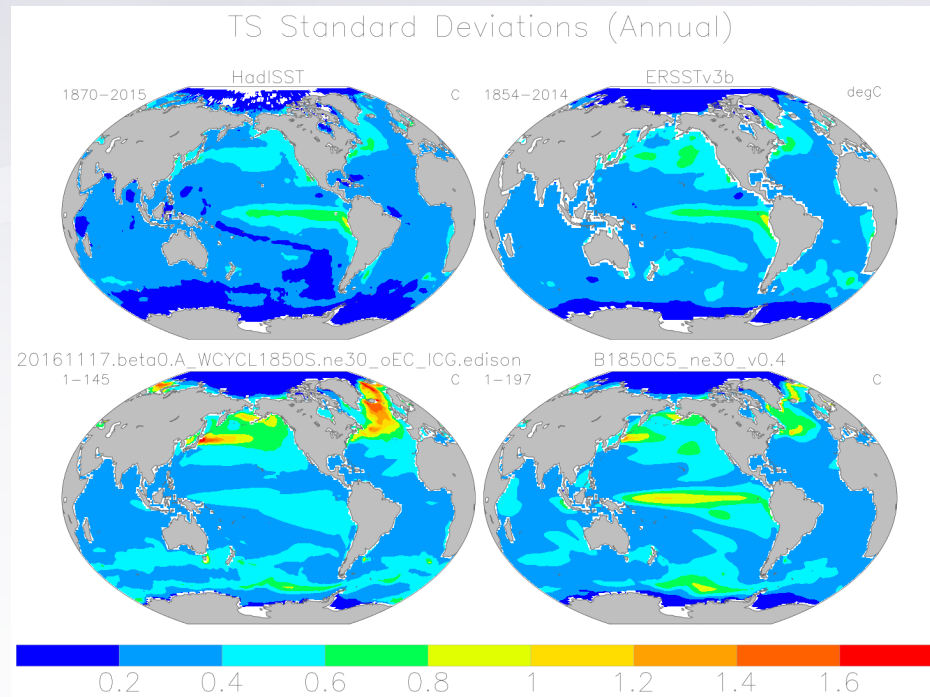 TS Standard Deviations (Annual)
HadISST
1870-2015
C
ERSSTv3b
1854-2014
degC
20161117.beta0.A_WCYCL1850S.ne30_oEC_ICG.edison
1-145
C
B1850C5_ne30_v0.4
1-197
C
0.2 0.4 0.6 0.8 1 1.2 1.4 1.6